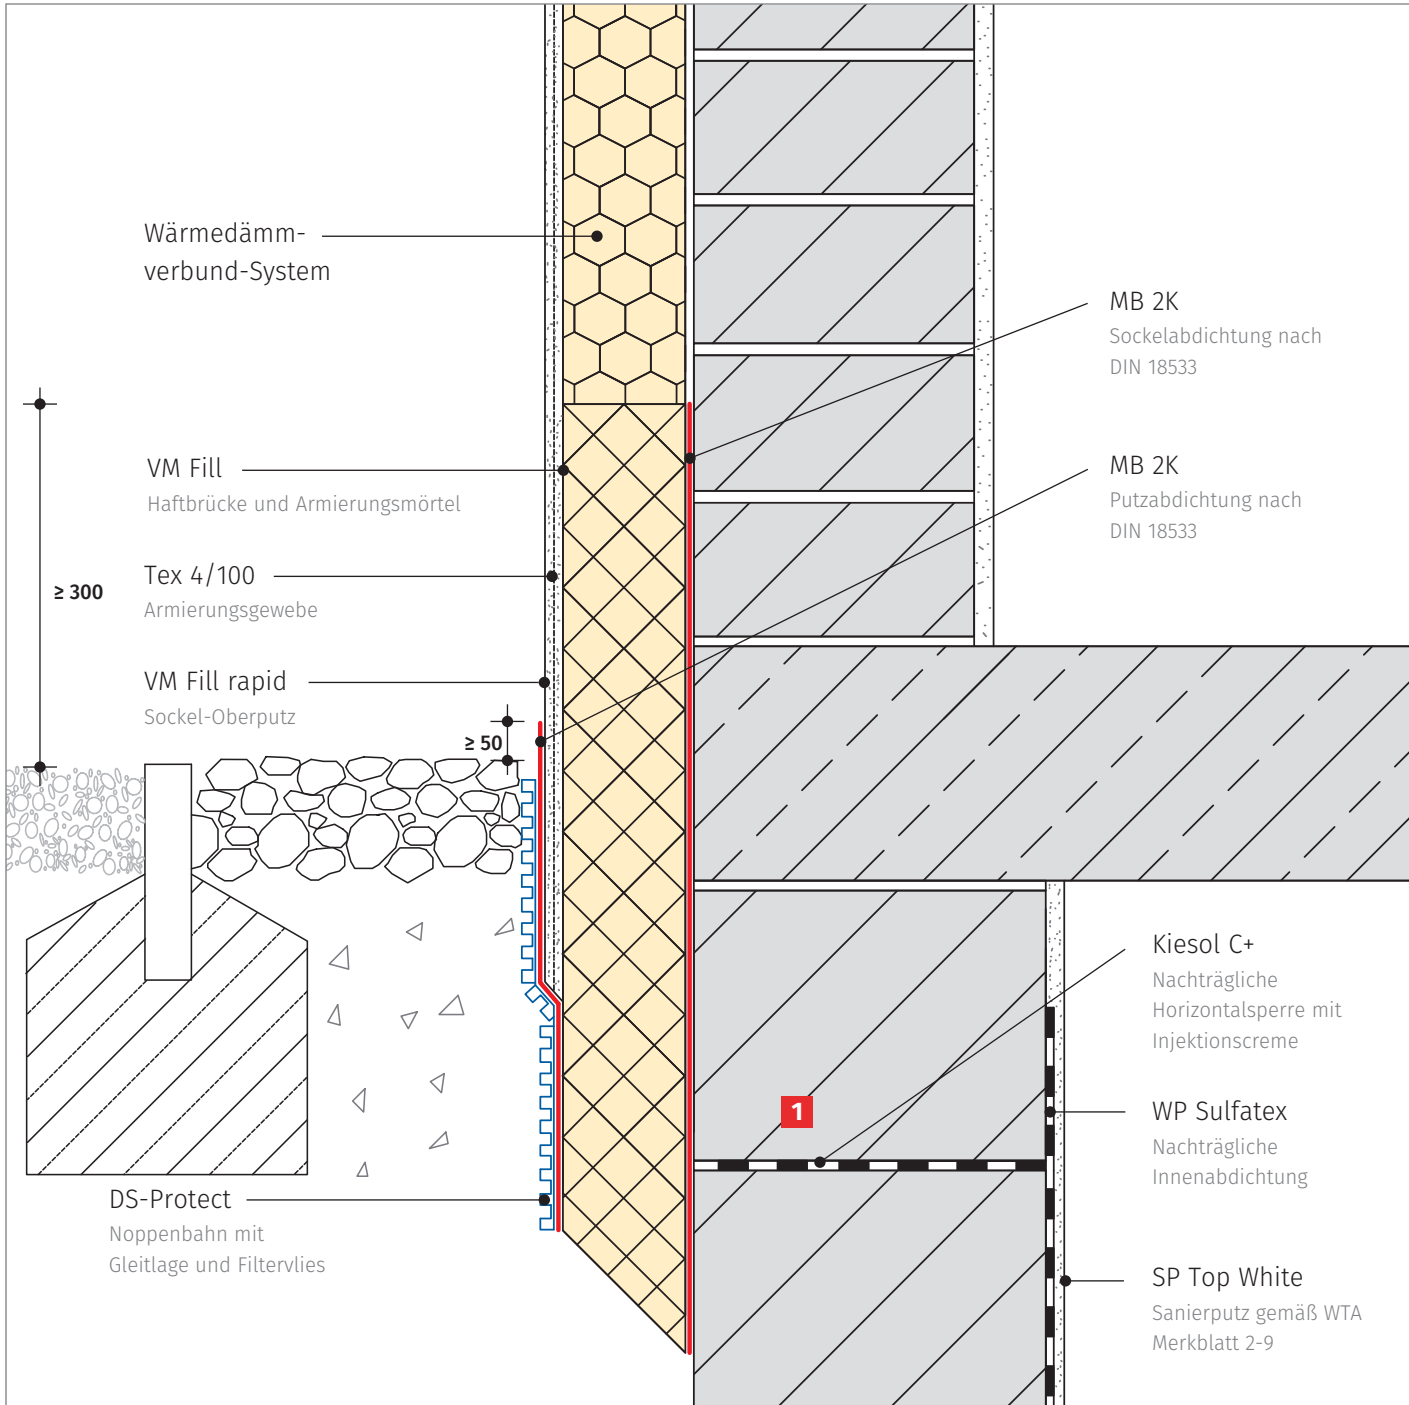 Wärmedämm-
verbund-System
VM Fill
Haftbrücke und Armierungsmörtel
≥ 300
Tex 4/100
Armierungsgewebe
VM Fill rapid
Sockel-Oberputz
≥ 50
DS-Protect
Noppenbahn mit
Gleitlage und Filtervlies
MB 2K
Sockelabdichtung nach
DIN 18533
MB 2K
Putzabdichtung nach
DIN 18533
1
Kiesol C+
Nachträgliche
Horizontalsperre mit
Injektionscreme
WP Sulfatex
Nachträgliche
Innenabdichtung
SP Top White
Sanierputz gemäß WTA
Merkblatt 2-9